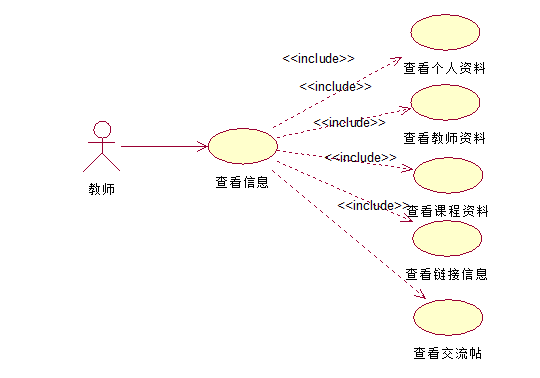 <<include>>
查看个人资料
<<include>>
<<include>>
查看教师资料
<<include>>
教师
查看信息
<<include>>
查看课程资料
查看链接信息
查看交流帖